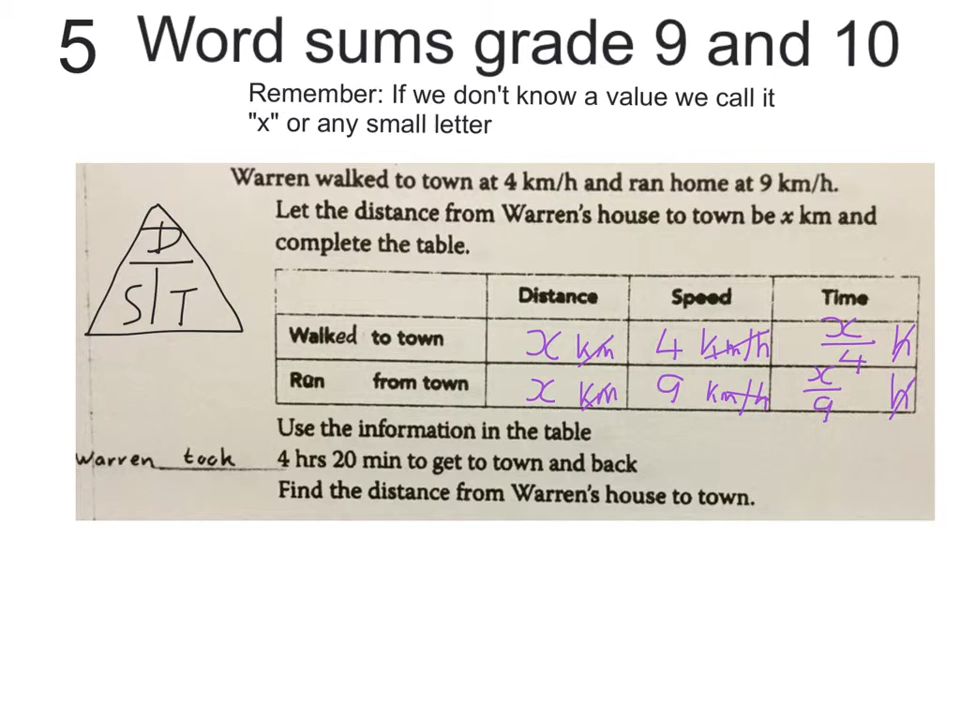 5 Word sums grade 9 and 10
Remember: If we don't know a value we call it
"x" or any small letter
Warren walked to town at 4 km/h and ran home at 9 km/h.
Let the distance from Warren's house to town be x km and
complete the table.
D
S T
Distance Speed Time
Walked to town x km 4 km/h x/4 h
Ran from town x km 9 km/h x/9 h
Use the information in the table
Warren took 4 hrs 20 min to get to town and back
Find the distance from Warren's house to town.